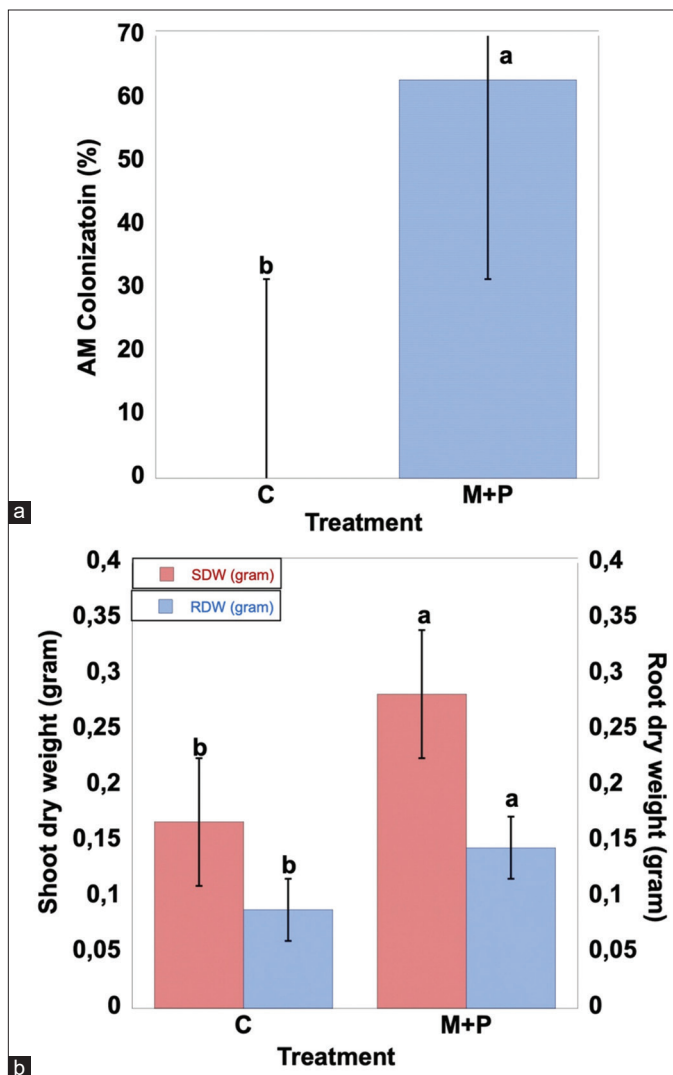 70
60
50
40
30
20
10
0
AM Colonizatoin (%)
b
a
C
M+P
Treatment
a
0,4
0,35
0,3
0,25
0,2
0,15
0,1
0,05
0
Shoot dry weight (gram)
SDW (gram)
RDW (gram)
b
b
a
a
0,4
0,35
0,3
0,25
0,2
0,15
0,1
0,05
0
Root dry weight (gram)
C
M+P
Treatment
b